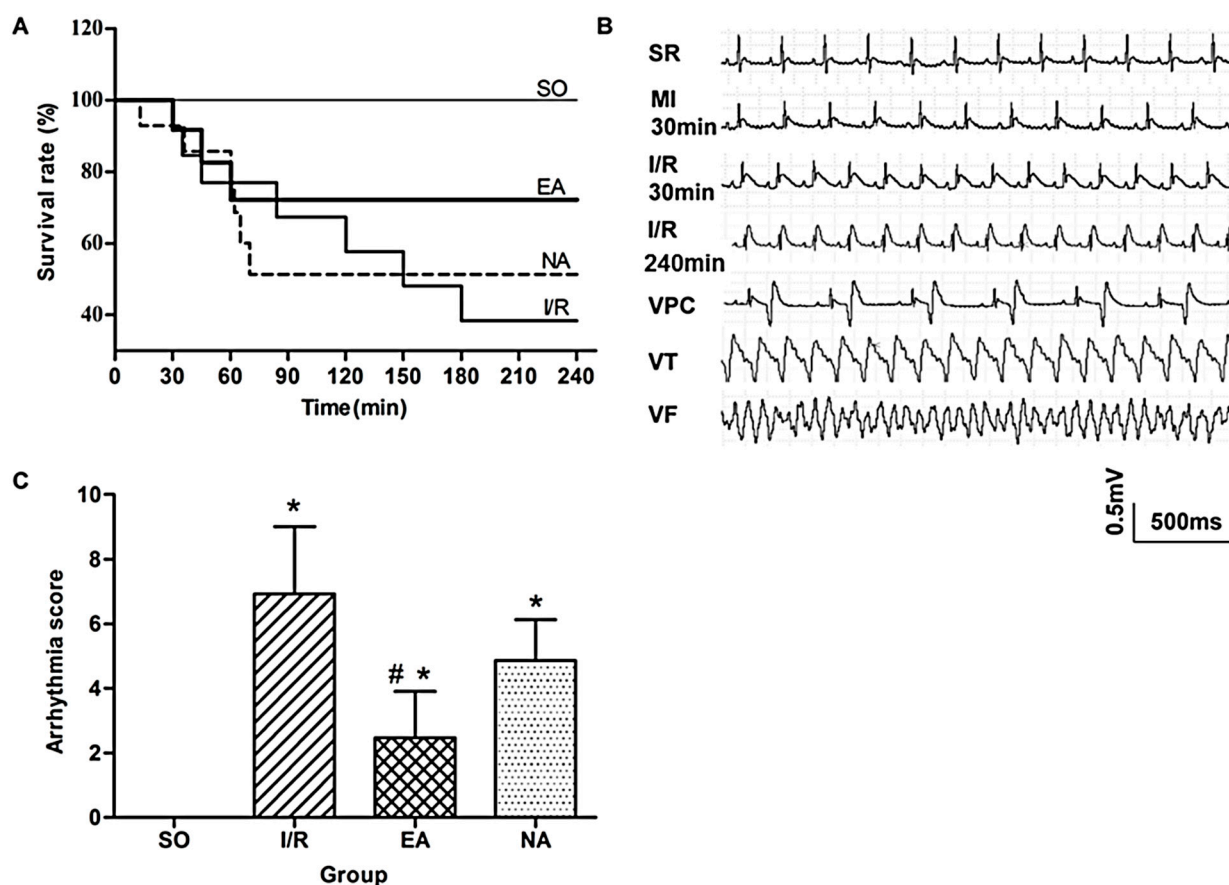 A
120
100
80
60
40
Survival rate (%)
SO
EA
NA
I/R
0 30 60 90 120 150 180 210 240
Time(min)
B
SR
MI
30min
I/R
30min
I/R
240min
VPC
VT
VF
0.5mV
500ms
C
10
8
6
4
2
0
Arrhythmia score
*
# *
*
SO I/R EA NA
Group